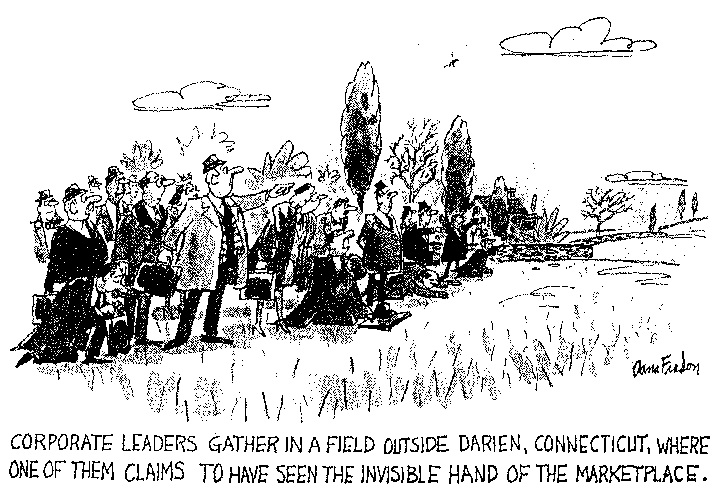 Dana Fradon
CORPORATE LEADERS GATHER IN A FIELD OUTSIDE DARIEN, CONNECTICUT, WHERE
ONE OF THEM CLAIMS TO HAVE SEEN THE INVISIBLE HAND OF THE MARKETPLACE.